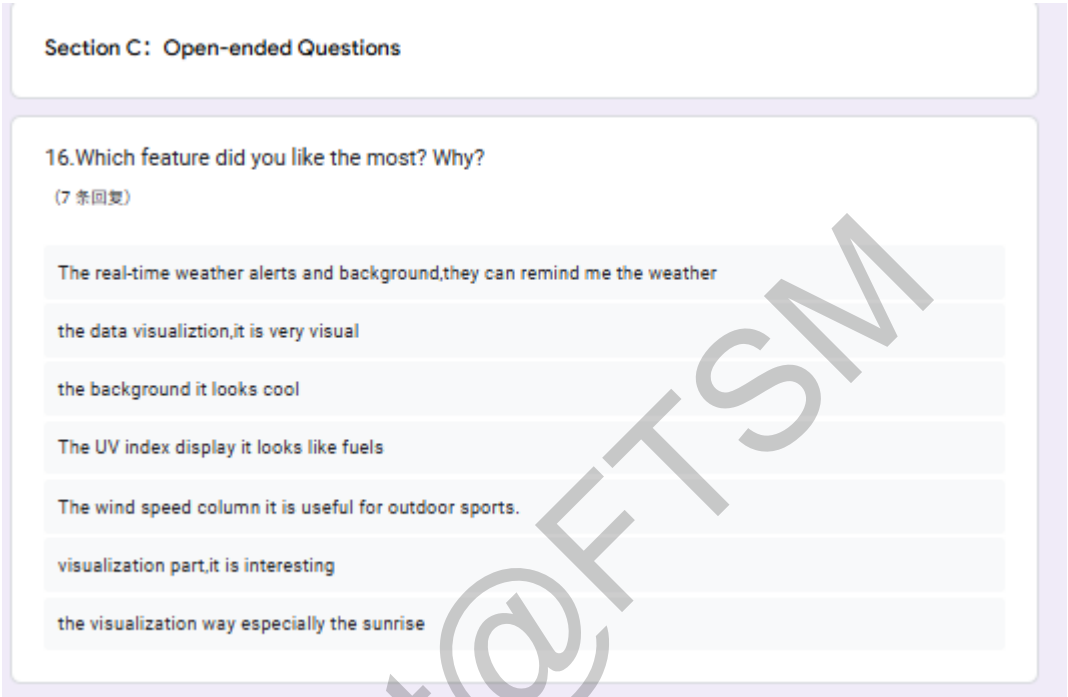 Section C：Open-ended Questions
16.Which feature did you like the most? Why?
（7 条回复）
The real-time weather alerts and background,they can remind me the weather
the data visualiztion,it is very visual
the background it looks cool
The UV index display it looks like fuels
The wind speed column it is useful for outdoor sports.
visualization part,it is interesting
the visualization way especially the sunrise
t@FTSM